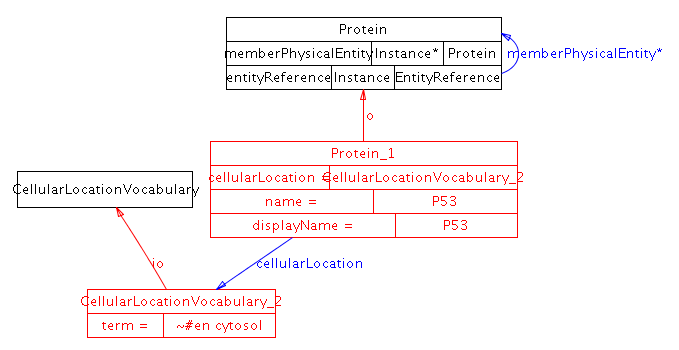 Protein
memberPhysicalEntity Instance* Protein
memberPhysicalEntity*
entityReference Instance EntityReference
o
Protein_1
cellularLocation = CellularLocationVocabulary_2
CellularLocationVocabulary
name = P53
displayName = P53
io
cellularLocation
CellularLocationVocabulary_2
term = ~#en cytosol